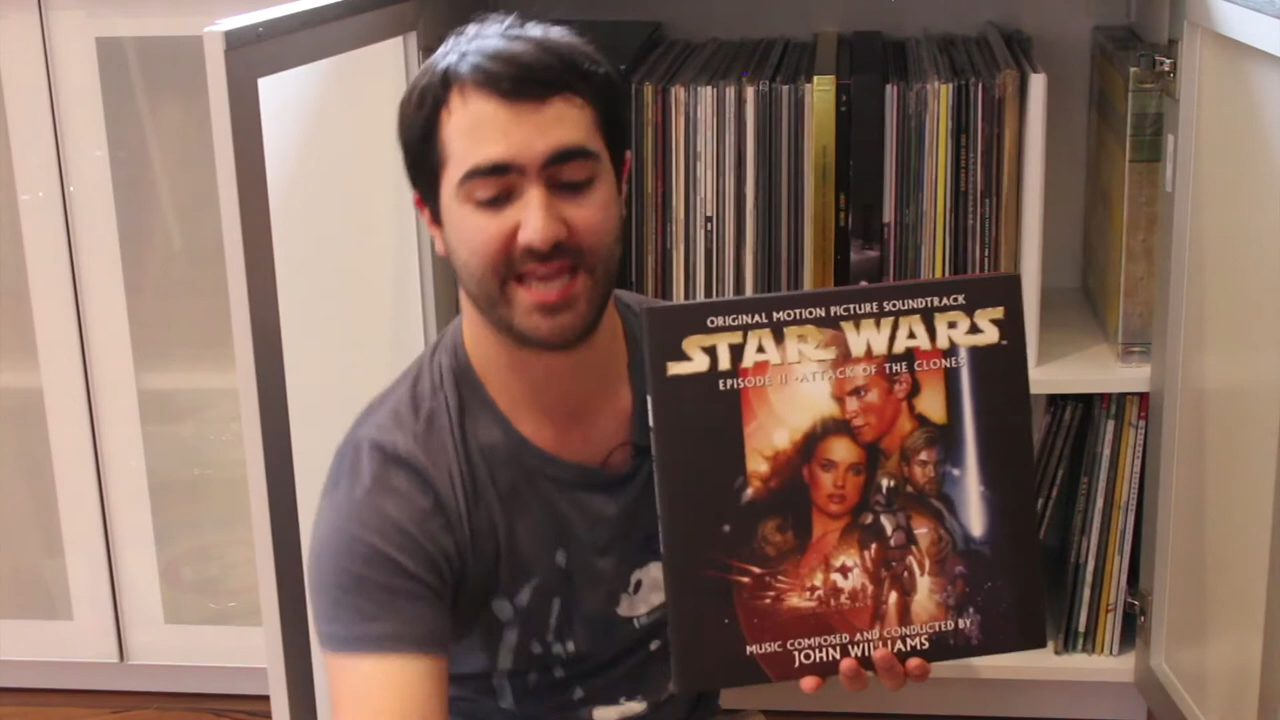 ORIGINAL MOTION PICTURE SOUNDTRACK
STAR WARS
EPISODE II • ATTACK OF THE CLONES
MUSIC COMPOSED AND CONDUCTED BY
JOHN WILLIAMS